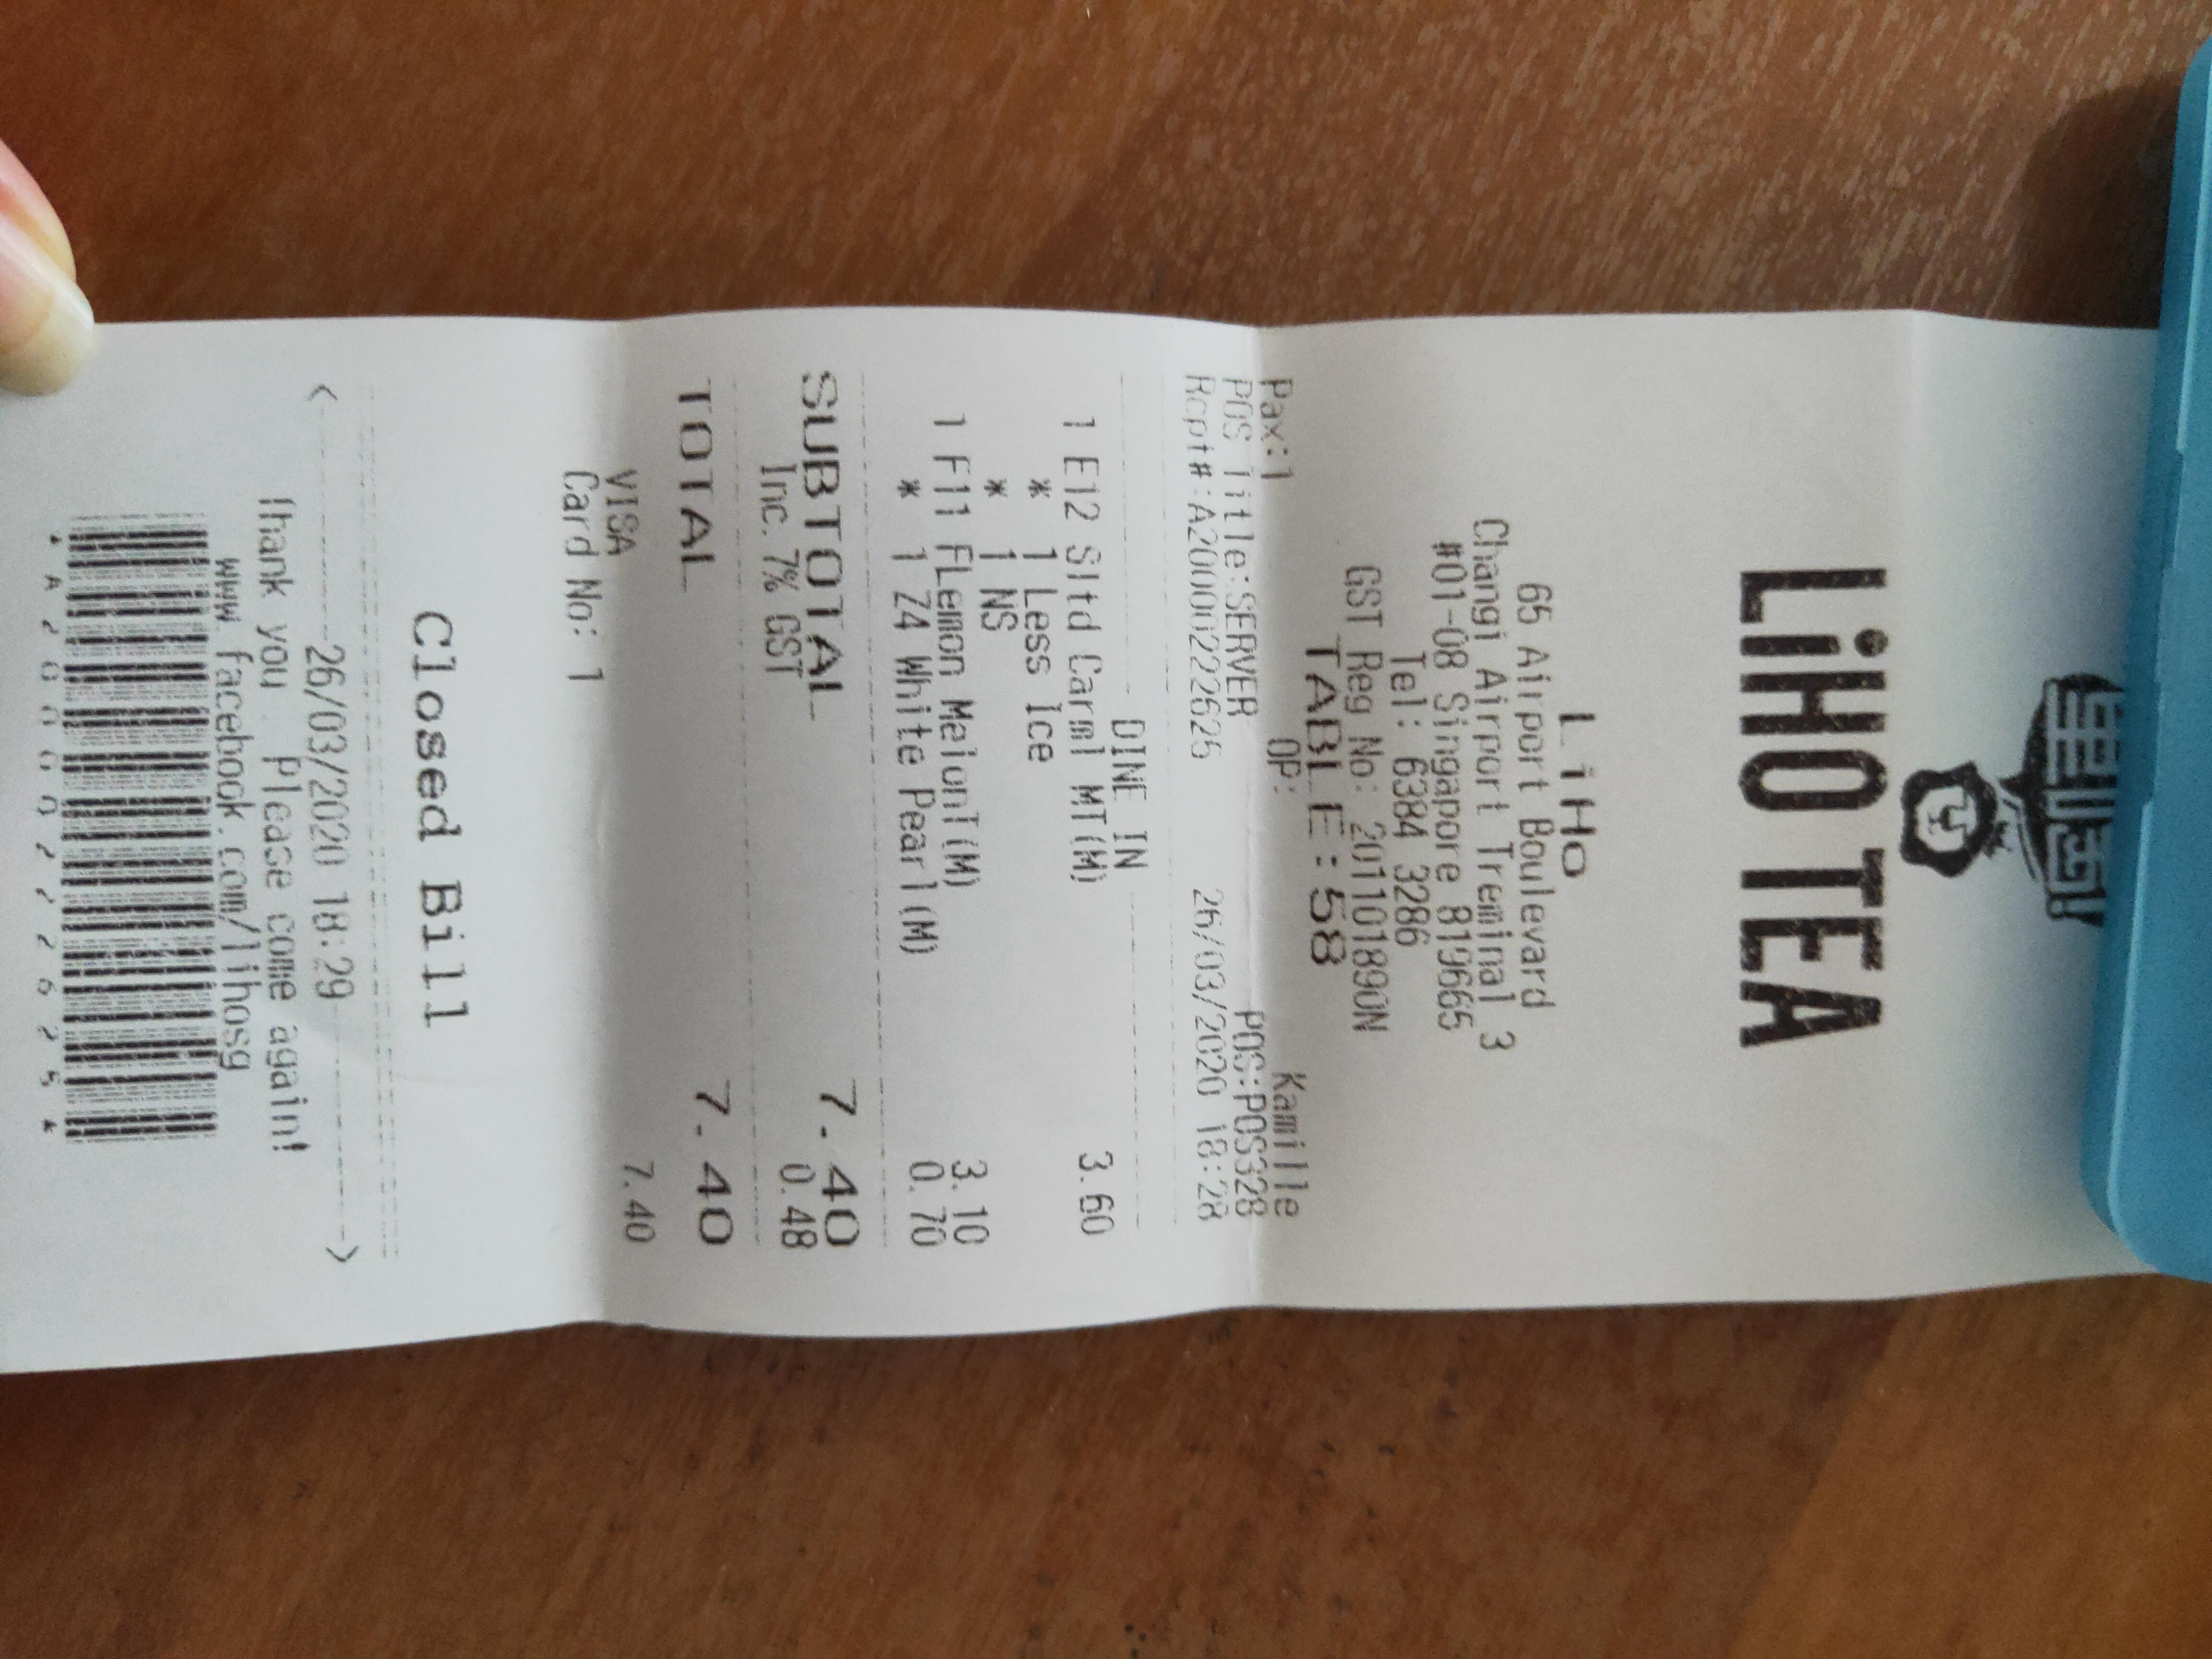 LiHO TEA
LiHO
65 Airport Boulevard
Changi Airport Treminal 3
#01-08 Singapore 819665
Tel: 6384 3286
GST Reg No: 201101890N
TABLE:58
Pax:1 OP: Kamille
POS Title:SERVER POS:POS328
Rcpt#:A20000222625 26/03/2020 18:28
DINE IN
1 E12 Sltd Carml MT(M) 3.60
* 1 Less Ice
* 1 NS
1 F11 FLemon MelonT(M) 3.10
* 1 Z4 White Pearl(M) 0.70
SUBTOTAL 7.40
Inc. 7% GST 0.48
TOTAL 7.40
VISA 7.40
Card No: 1
Closed Bill
<-------26/03/2020 18:29------->
Thank you please come again!
www.facebook.com/lihosg
*A20000222625*